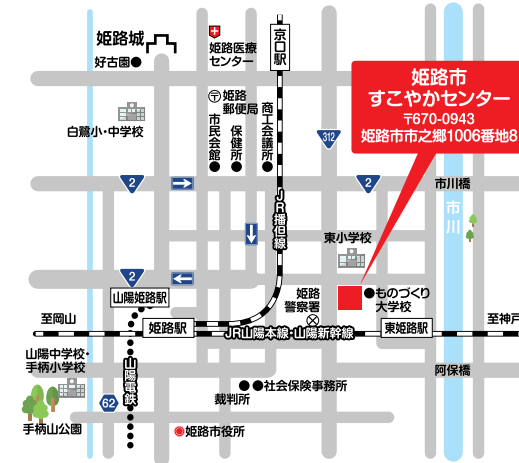 姫路城
好古園
姫路医療
センター
京口駅
姫路市
すこやかセンター
〒670-0943
姫路市市之郷1006番地8
〒姫路
郵便局
市民会館
保健所
商工会議所
白鷺小・中学校
312
2
2
市川橋
市川
JR播但線
東小学校
2
山陽姫路駅
姫路
警察署
ものづくり
大学校
至岡山
姫路駅
JR山陽本線・山陽新幹線
東姫路駅
至神戸
山陽中学校・
手柄小学校
山陽電鉄
阿保橋
社会保険事務所
裁判所
62
手柄山公園
姫路市役所